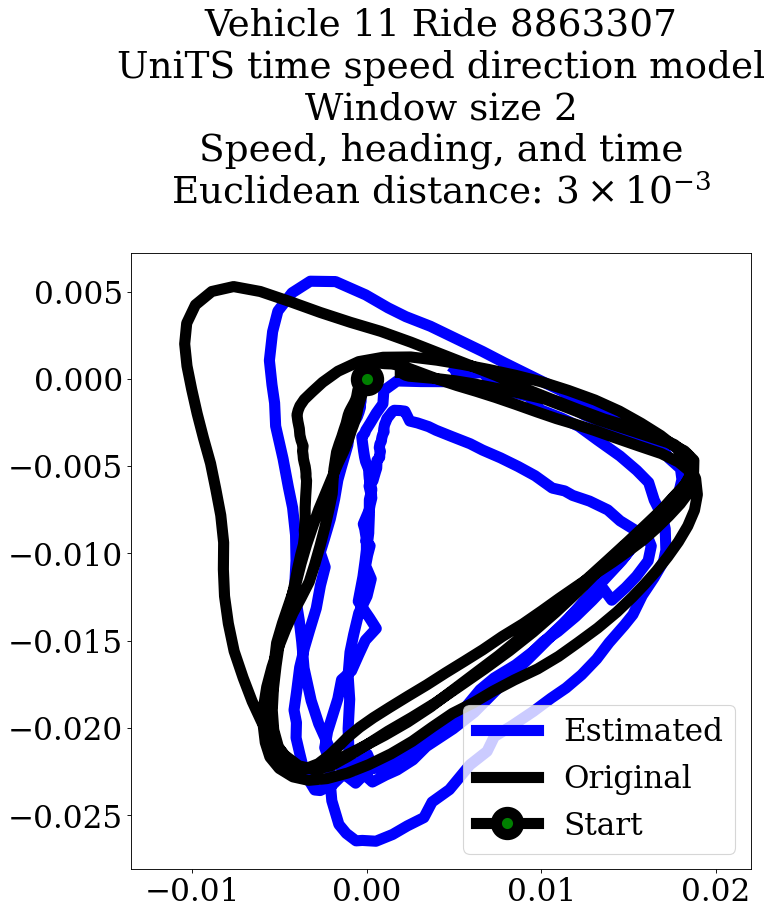 Vehicle 11 Ride 8863307
UniTS time speed direction model
Window size 2
Speed, heading, and time
Euclidean distance: 3 × 10⁻³
0.005
0.000
−0.005
−0.010
−0.015
−0.020
−0.025
Estimated
Original
Start
−0.01 0.00 0.01 0.02